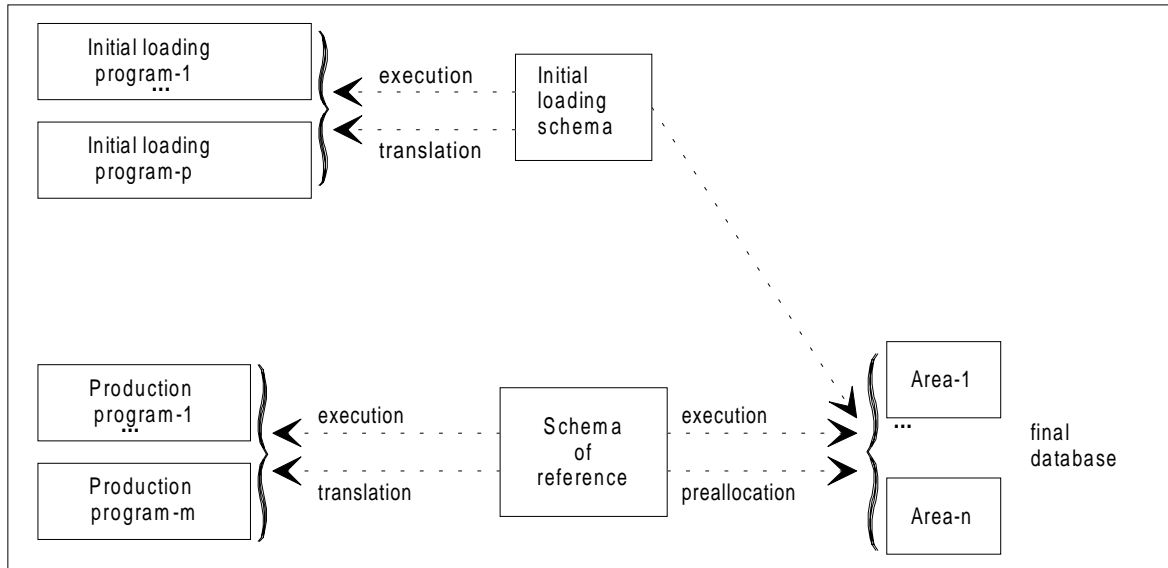 Initial loading
program-1
...
Initial loading
program-p
execution
translation
Initial
loading
schema
Production
program-1
...
Production
program-m
execution
translation
Schema
of
reference
execution
preallocation
Area-1
...
Area-n
final
database